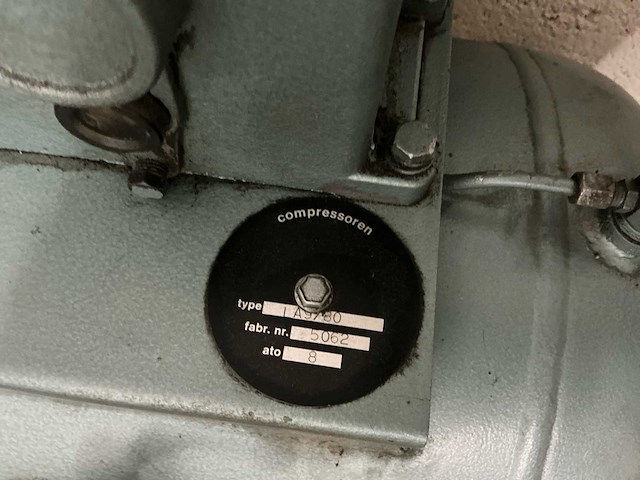 compressoren
type LA9/80
fabr. nr. 5062
ato 8